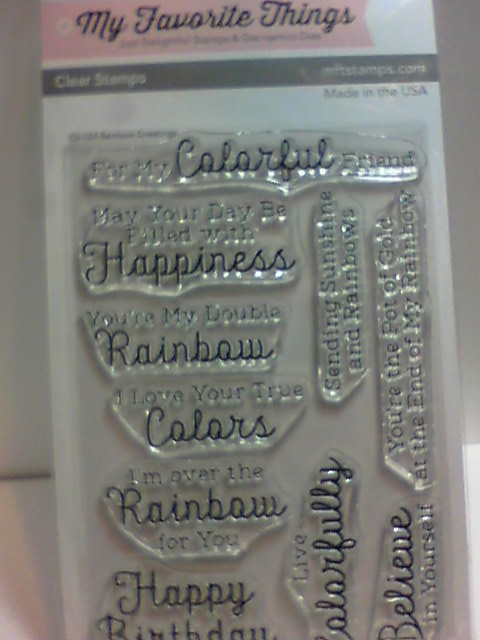 My Favorite Things
Clear Stamps
mftstamps.com
Made in the USA
For My Colorful Friend
May Your Day Be
Filled with
Happiness
You're My Double
Rainbow
I Love Your True
Colors
I'm over the
Rainbow
for You
Happy
Birthday
Sending Sunshine
and Rainbows
You're the Pot of Gold
at the End of My Rainbow
Live
Colorfully
Believe
in Yourself